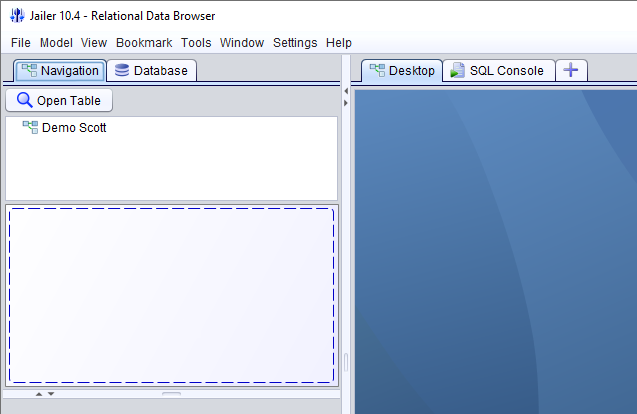 Jailer 10.4 - Relational Data Browser
File Model View Bookmark Tools Window Settings Help
Navigation Database Desktop SQL Console
Open Table
Demo Scott